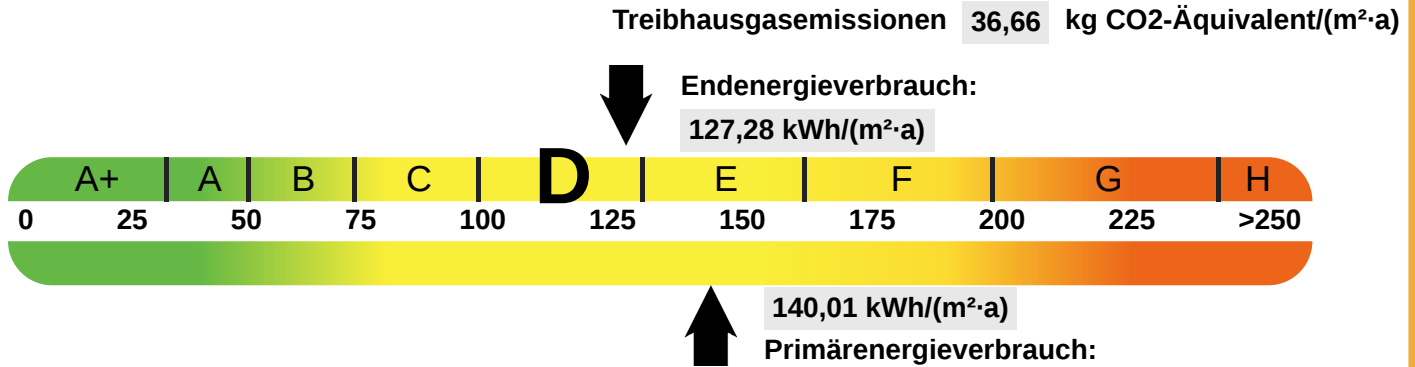 Treibhausgasemissionen 36,66 kg CO2-Äquivalent/(m²·a)
Endenergieverbrauch:
127,28 kWh/(m²·a)
A+ A B C D E F G H
0 25 50 75 100 125 150 175 200 225 >250
140,01 kWh/(m²·a)
Primärenergieverbrauch: